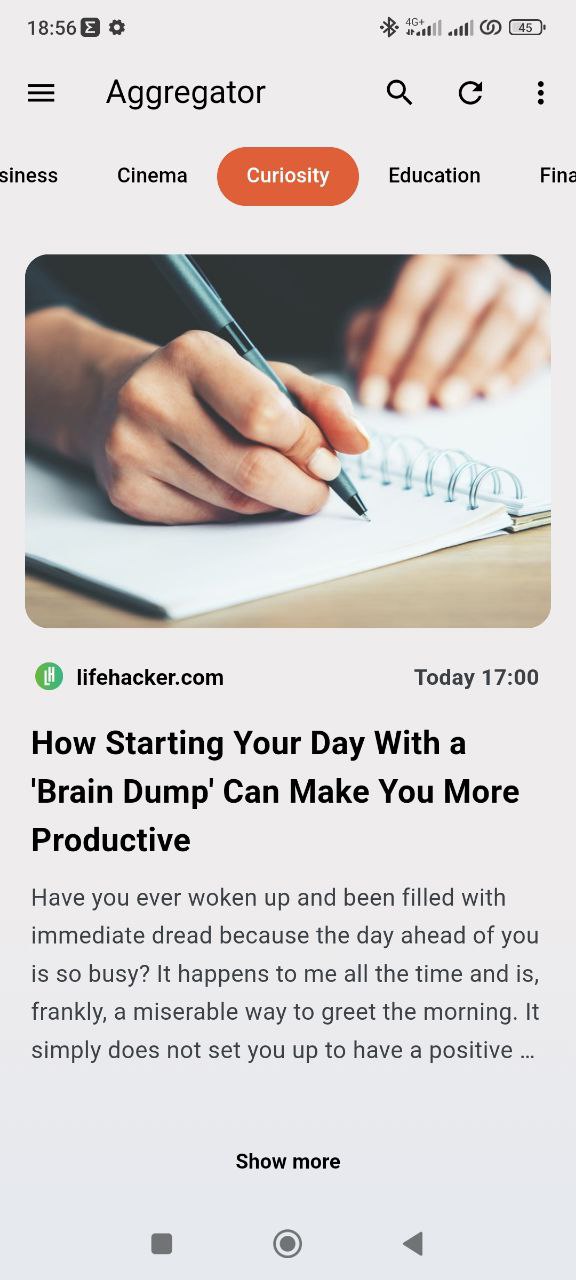 18:56
4G+
45
Aggregator
siness
Cinema
Curiosity
Education
Fina
lifehacker.com
Today 17:00
How Starting Your Day With a
'Brain Dump' Can Make You More
Productive
Have you ever woken up and been filled with
immediate dread because the day ahead of you
is so busy? It happens to me all the time and is,
frankly, a miserable way to greet the morning. It
simply does not set you up to have a positive …
Show more